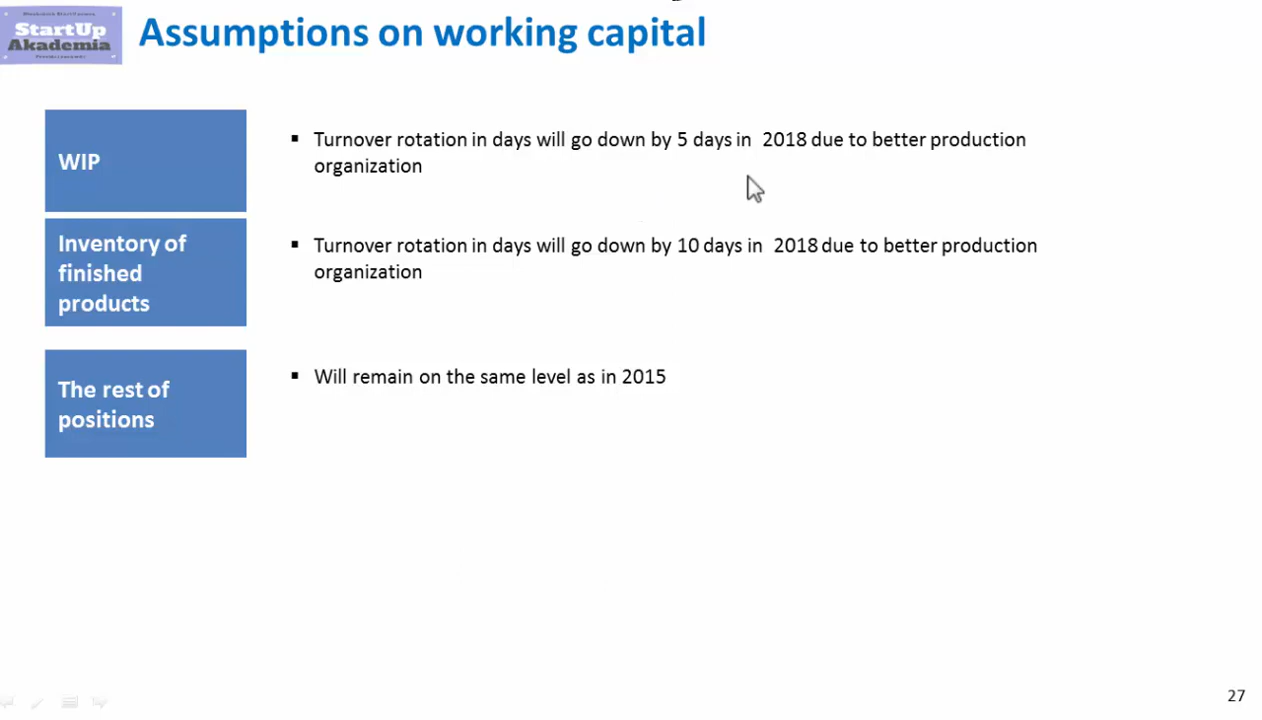 StartUp
Akademia
Assumptions on working capital
WIP
▪ Turnover rotation in days will go down by 5 days in  2018 due to better production
organization
Inventory of
finished
products
▪ Turnover rotation in days will go down by 10 days in  2018 due to better production
organization
The rest of
positions
▪ Will remain on the same level as in 2015
27